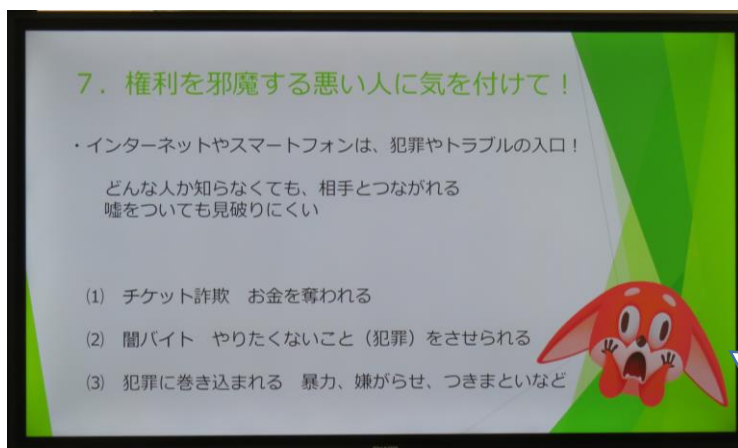 ７．権利を邪魔する悪い人に気を付けて！
・インターネットやスマートフォンは、犯罪やトラブルの入口！
どんな人か知らなくても、相手とつながれる
嘘をついても見破りにくい
⑴　チケット詐欺　お金を奪われる
⑵　闇バイト　やりたくないこと（犯罪）をさせられる
⑶　犯罪に巻き込まれる　暴力、嫌がらせ、つきまといなど